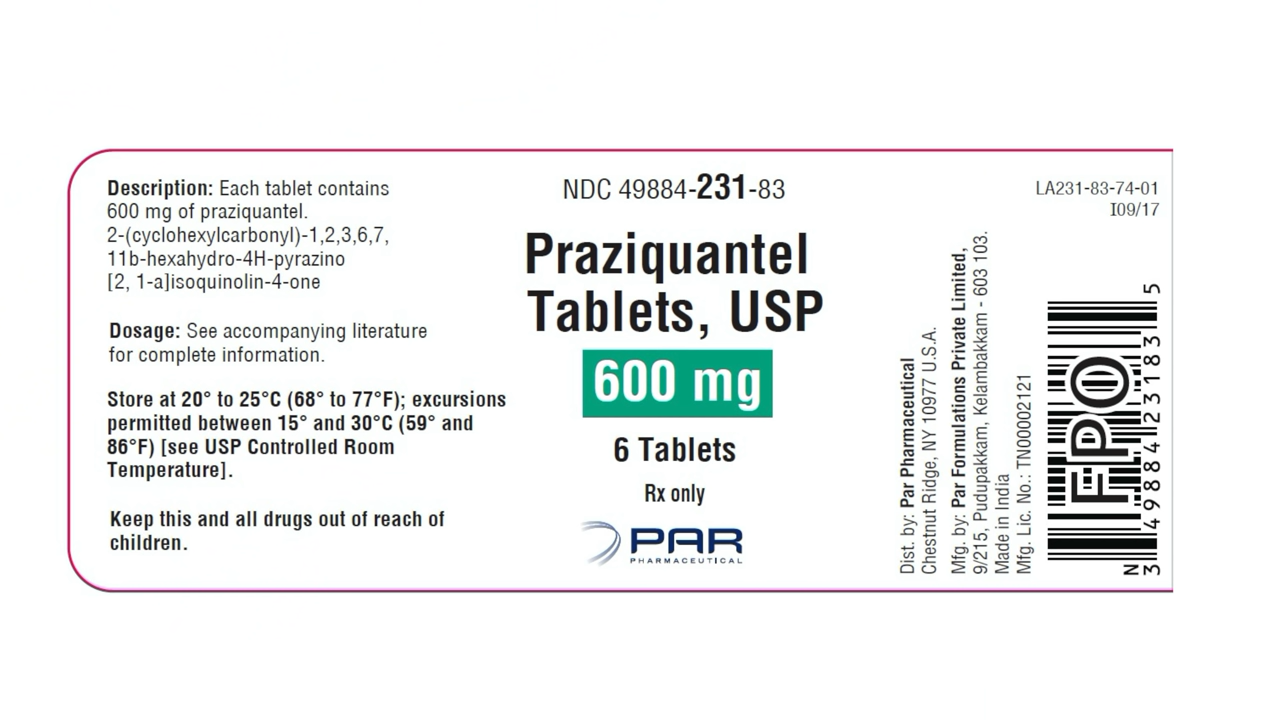 Description: Each tablet contains
600 mg of praziquantel.
2-(cyclohexylcarbonyl)-1,2,3,6,7,
11b-hexahydro-4H-pyrazino
[2, 1-a]isoquinolin-4-one
Dosage: See accompanying literature
for complete information.
Store at 20° to 25°C (68° to 77°F); excursions
permitted between 15° and 30°C (59° and
86°F) [see USP Controlled Room
Temperature].
Keep this and all drugs out of reach of
children.
NDC 49884-231-83
Praziquantel
Tablets, USP
600 mg
6 Tablets
Rx only
PAR
PHARMACEUTICAL
Dist. by: Par Pharmaceutical
Chestnut Ridge, NY 10977 U.S.A.
Mfg. by: Par Formulations Private Limited,
9/215, Pudupakkam, Kelambakkam - 603 103.
Made in India
Mfg. Lic. No.: TN00002121
LA231-83-74-01
I09/17
FPO
N
3 49884 23183 5